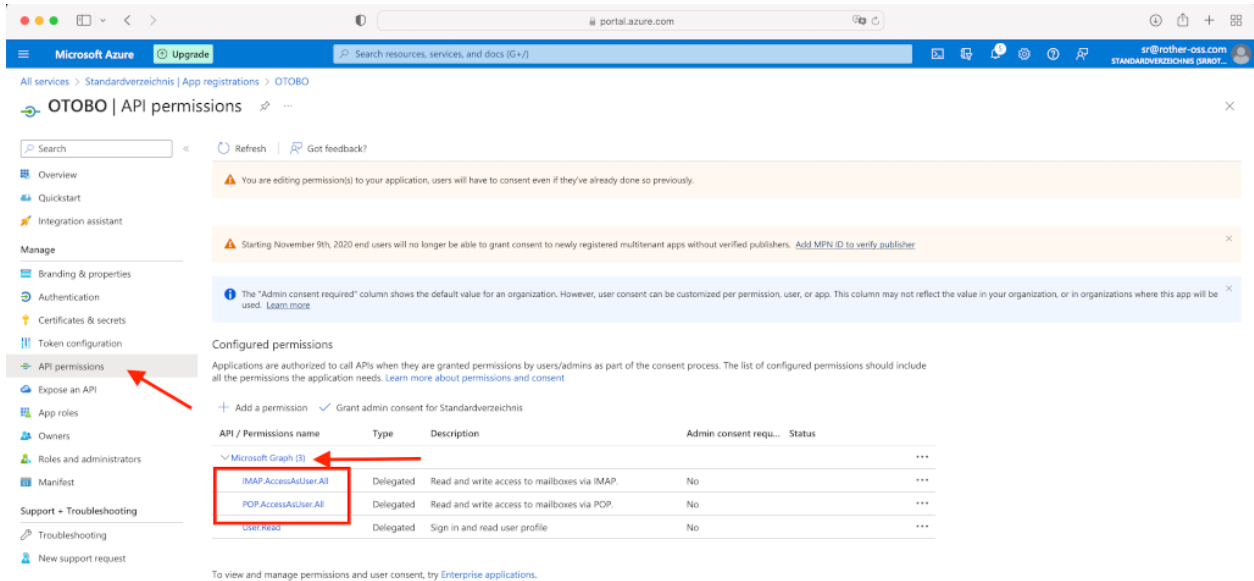 portal.azure.com
Microsoft Azure
Upgrade
Search resources, services, and docs (G+/)
sr@rother-oss.com
STANDARDVERZEICHNIS (SRROT...
All services > Standardverzeichnis | App registrations > OTOBO
OTOBO | API permissions
Search
Refresh
Got feedback?
Overview
Quickstart
Integration assistant
Manage
Branding & properties
Authentication
Certificates & secrets
Token configuration
API permissions
Expose an API
App roles
Owners
Roles and administrators
Manifest
Support + Troubleshooting
Troubleshooting
New support request
You are editing permission(s) to your application, users will have to consent even if they've already done so previously.
Starting November 9th, 2020 end users will no longer be able to grant consent to newly registered multitenant apps without verified publishers. Add MPN ID to verify publisher
The "Admin consent required" column shows the default value for an organization. However, user consent can be customized per permission, user, or app. This column may not reflect the value in your organization, or in organizations where this app will be
used. Learn more
Configured permissions
Applications are authorized to call APIs when they are granted permissions by users/admins as part of the consent process. The list of configured permissions should include
all the permissions the application needs. Learn more about permissions and consent
Add a permission
Grant admin consent for Standardverzeichnis
API / Permissions name Type Description Admin consent requ... Status
Microsoft Graph (3)
IMAP.AccessAsUser.All Delegated Read and write access to mailboxes via IMAP. No
POP.AccessAsUser.All Delegated Read and write access to mailboxes via POP. No
User.Read Delegated Sign in and read user profile No
To view and manage permissions and user consent, try Enterprise applications.